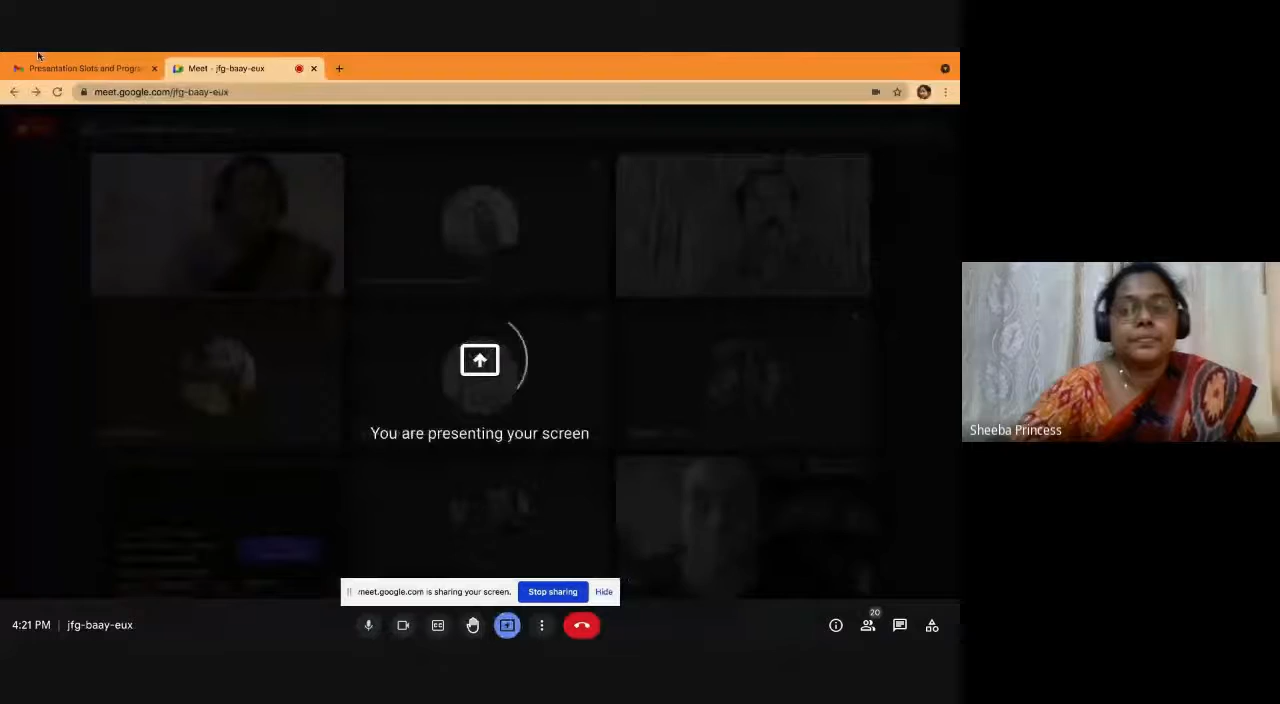 Presentation Slots and Progra
Meet - jfg-baay-eux
meet.google.com/jfg-baay-eux
You are presenting your screen
Sheeba Princess
meet.google.com is sharing your screen. Stop sharing Hide
4:21 PM | jfg-baay-eux
CC
20